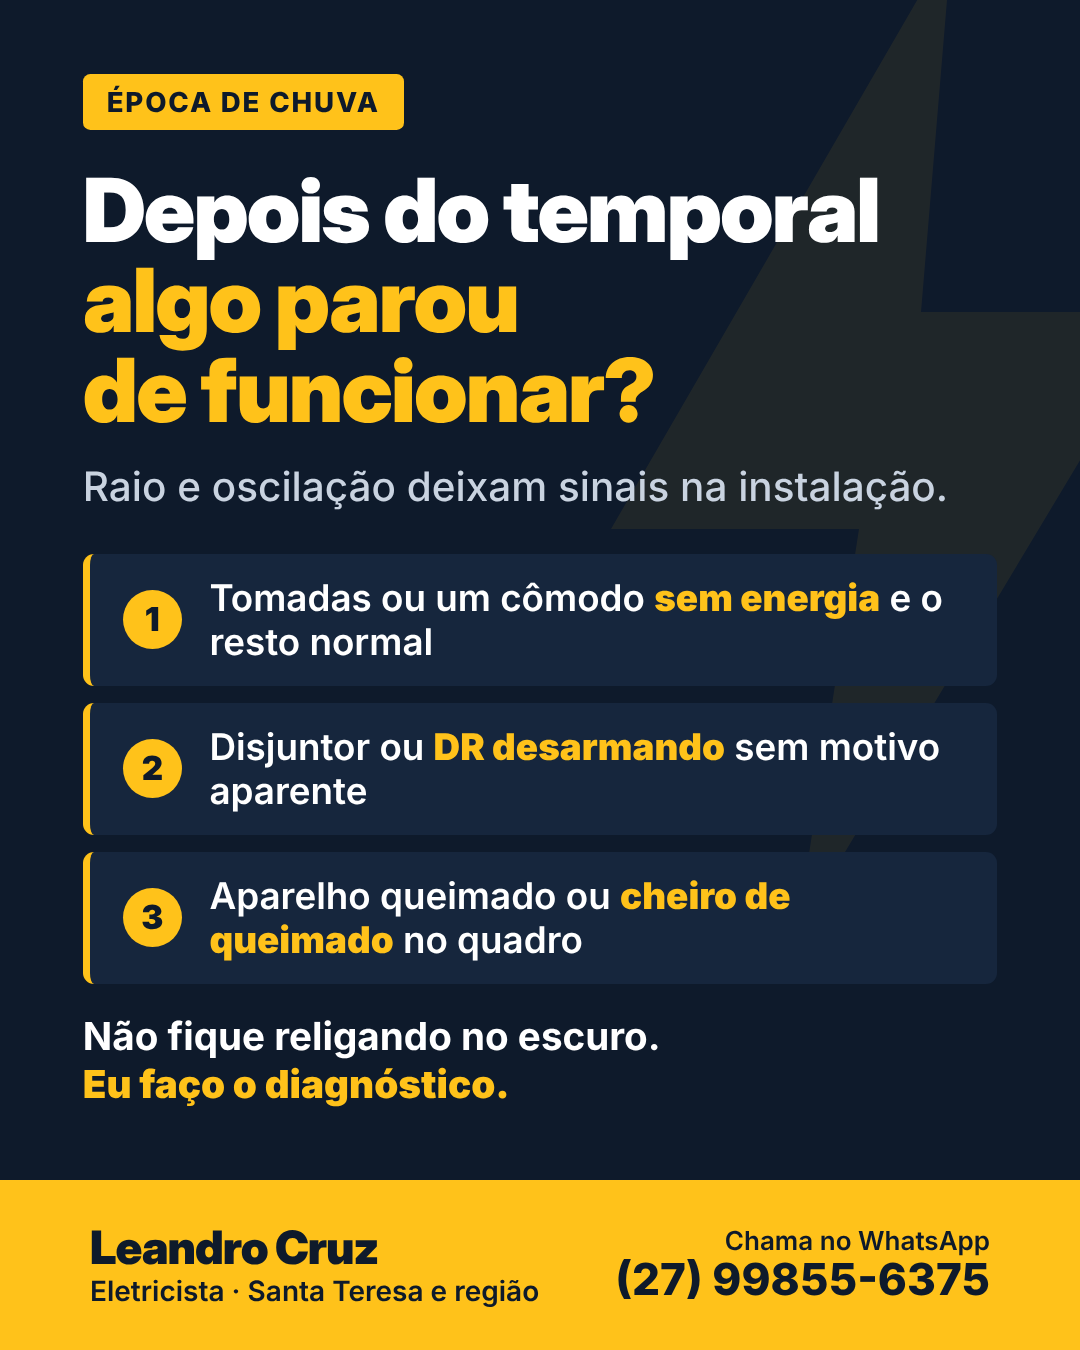 ÉPOCA DE CHUVA
Depois do temporal
algo parou
de funcionar?
Raio e oscilação deixam sinais na instalação.
1
Tomadas ou um cômodo sem energia e o
resto normal
2
Disjuntor ou DR desarmando sem motivo
aparente
3
Aparelho queimado ou cheiro de
queimado no quadro
Não fique religando no escuro.
Eu faço o diagnóstico.
Leandro Cruz
Eletricista · Santa Teresa e região
Chama no WhatsApp
(27) 99855-6375